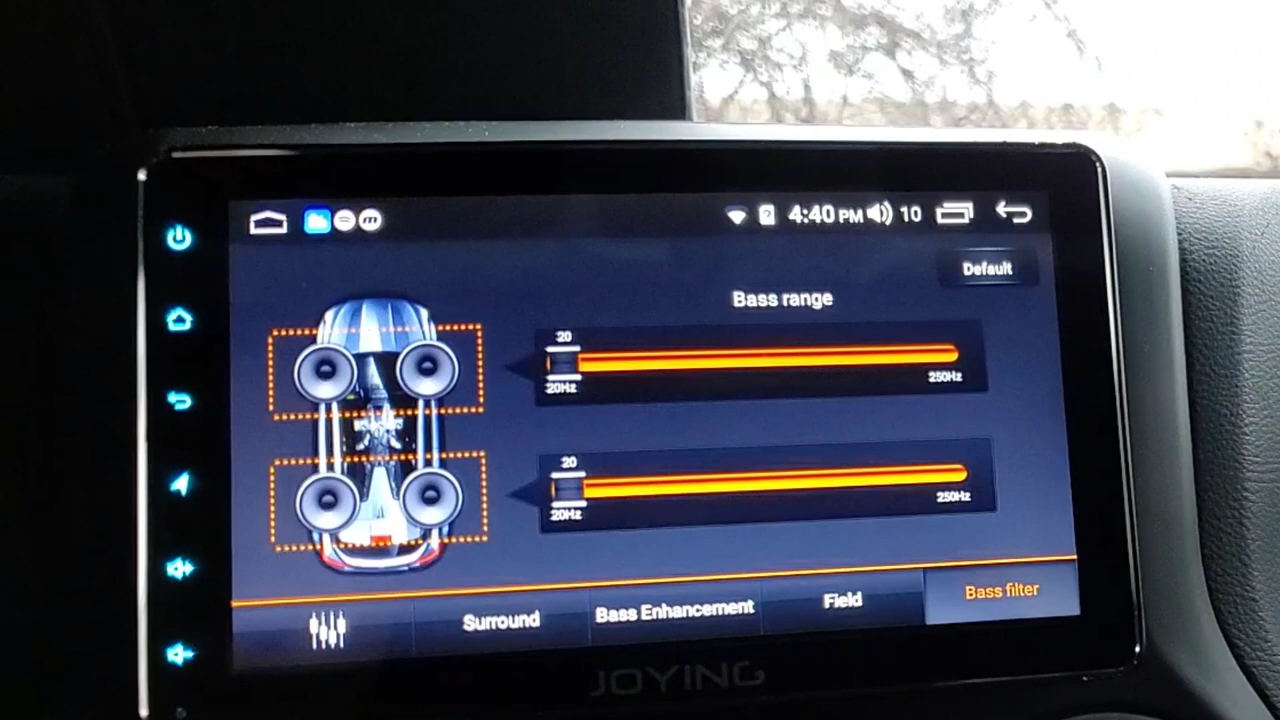 4:40 PM 10
Default
Bass range
20
20Hz 250Hz
20
20Hz 250Hz
Surround Bass Enhancement Field Bass filter
JOYING